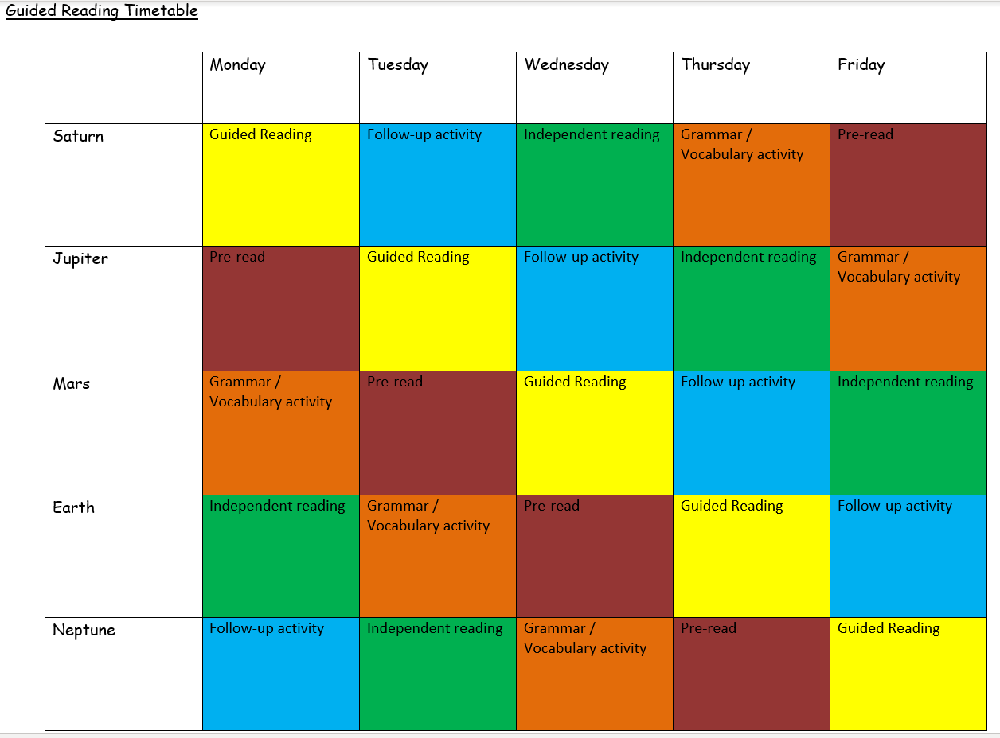 Guided Reading Timetable
Monday Tuesday Wednesday Thursday Friday
Saturn Guided Reading Follow-up activity Independent reading Grammar / Pre-read
Vocabulary activity
Jupiter Pre-read Guided Reading Follow-up activity Independent reading Grammar /
Vocabulary activity
Mars Grammar / Pre-read Guided Reading Follow-up activity Independent reading
Vocabulary activity
Earth Independent reading Grammar / Pre-read Guided Reading Follow-up activity
Vocabulary activity
Neptune Follow-up activity Independent reading Grammar / Pre-read Guided Reading
Vocabulary activity